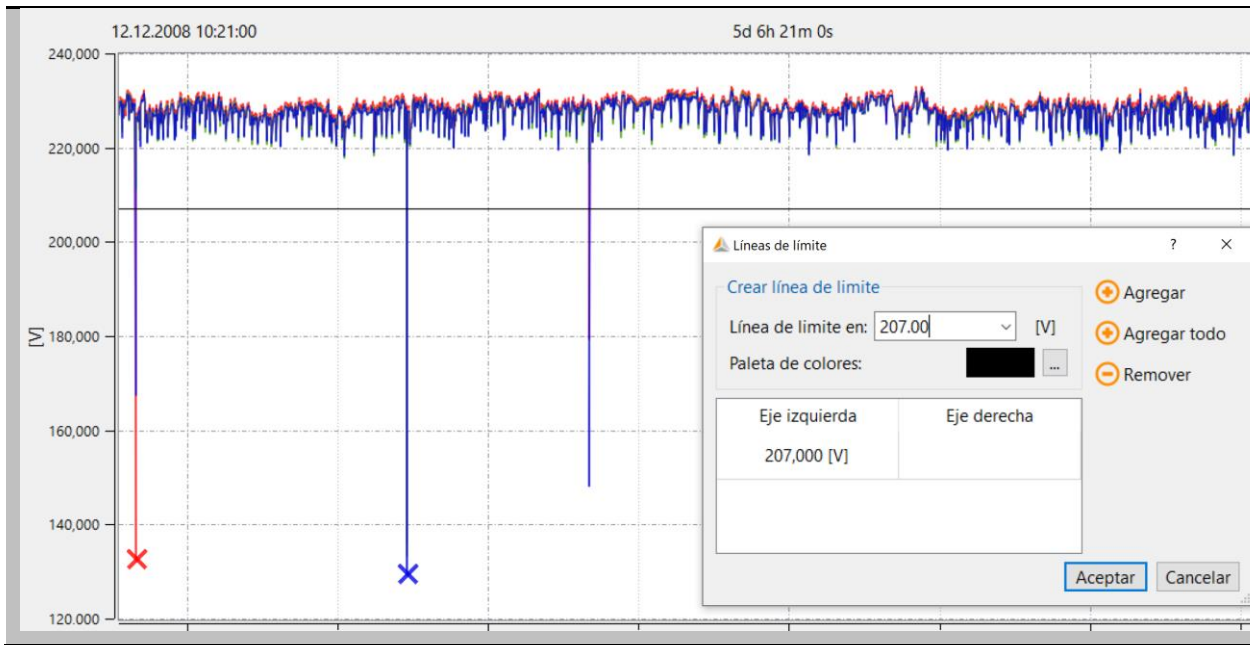 12.12.2008 10:21:00 5d 6h 21m 0s
240,000
220,000
200,000
[V]
180,000
160,000
140,000
120.000
Líneas de límite ? ×
Crear línea de limite
Línea de limite en: 207.00 [V]
Paleta de colores: ...
Agregar
Agregar todo
Remover
Eje izquierda Eje derecha
207,000 [V]
Aceptar Cancelar